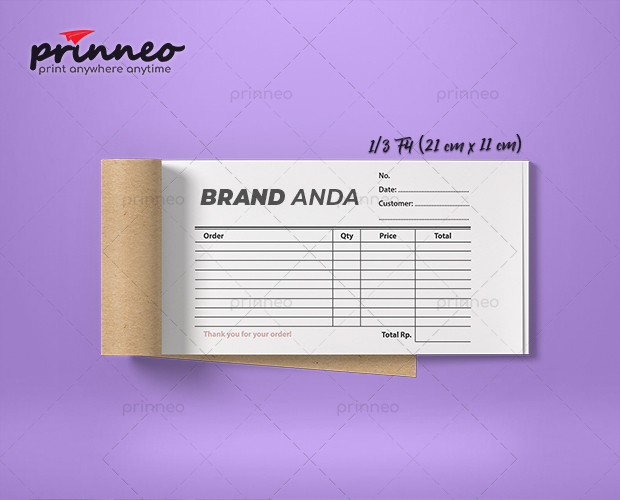 prinneo
print anywhere anytime
prinneo
prinneo
1/3 F4 (21 cm x 11 cm)
No.
BRAND ANDA
Date:
Customer:
Order Qty Price Total
Thank you for your order!
Total Rp.
prinneo
prinneo
prinneo
prinneo
prinneo
prinneo
prinneo